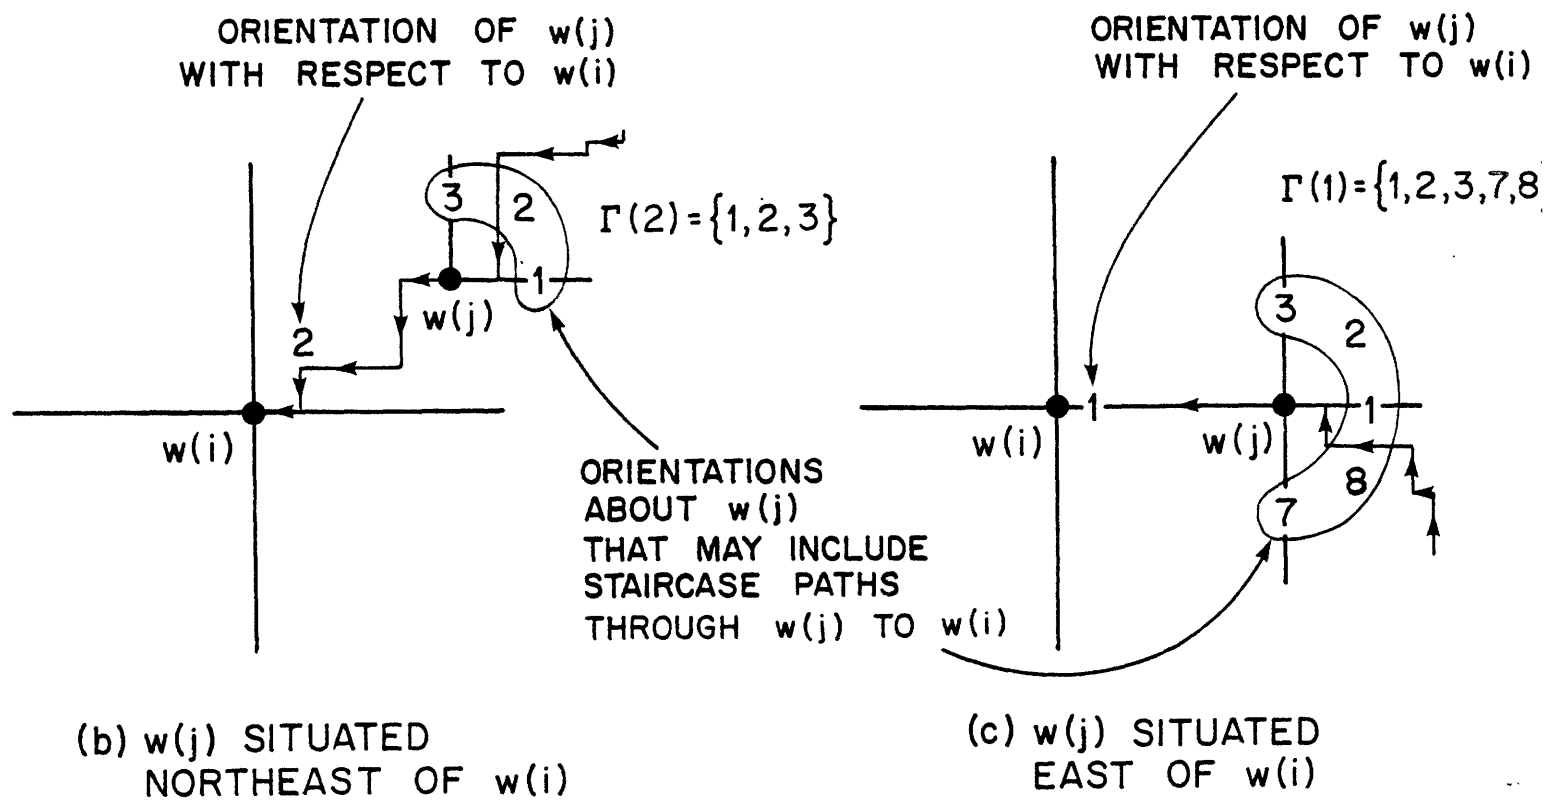 ORIENTATION OF w(j)
WITH RESPECT TO w(i)
3
2
Γ(2)={1,2,3}
1
w(j)
2
w(i)
ORIENTATIONS
ABOUT w(j)
THAT MAY INCLUDE
STAIRCASE PATHS
THROUGH w(j) TO w(i)
(b) w(j) SITUATED
NORTHEAST OF w(i)
ORIENTATION OF w(j)
WITH RESPECT TO w(i)
Γ(1)={1,2,3,7,8
3
2
1
1
w(i)
w(j)
8
7
(c) w(j) SITUATED
EAST OF w(i)